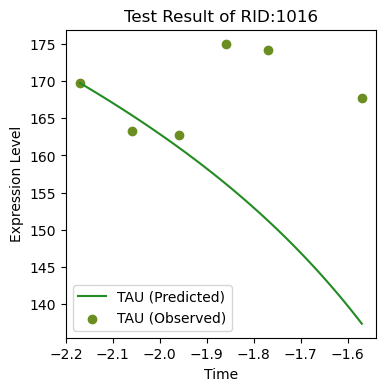 Test Result of RID:1016
Expression Level
175
170
165
160
155
150
145
140
TAU (Predicted)
TAU (Observed)
−2.2 −2.1 −2.0 −1.9 −1.8 −1.7 −1.6
Time